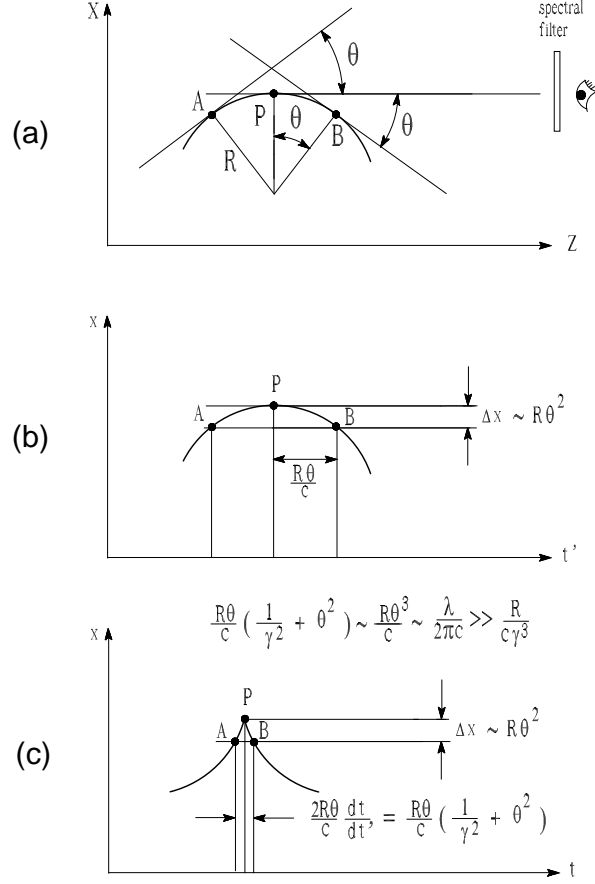 (a)
X
spectral
filter
θ
A
P
θ
B
θ
R
Z
(b)
x
P
A
B
Δx ~ Rθ²
Rθ/c
t'
Rθ/c ( 1/γ² + θ² ) ~ Rθ³/c ~ λ/2πc >> R/cγ³
(c)
x
P
A
B
Δx ~ Rθ²
2Rθ/c dt/dt' = Rθ/c ( 1/γ² + θ² )
t